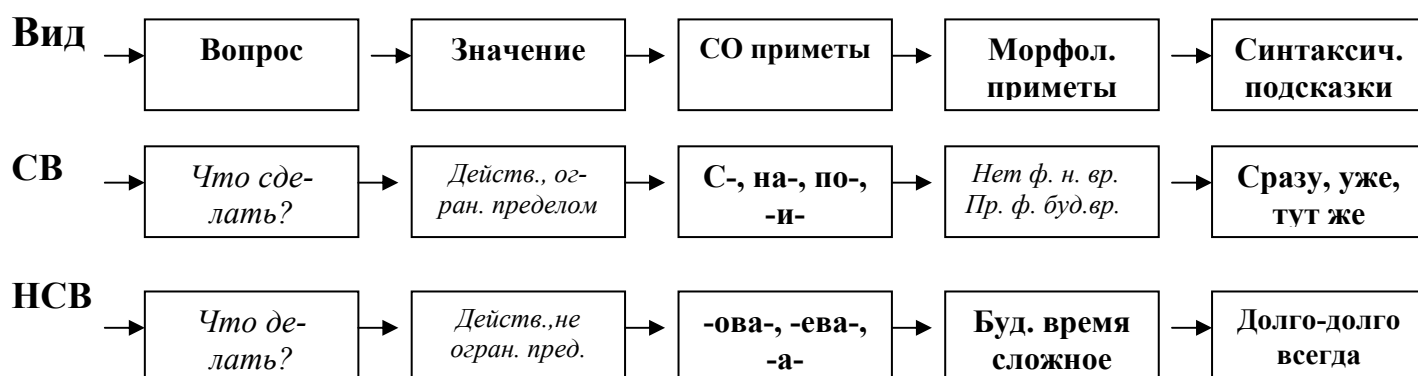 Вид
Вопрос
Значение
СО приметы
Морфол.
приметы
Синтаксич.
подсказки
СВ
Что сде-
лать?
Действ., ог-
ран. пределом
С-, на-, по-,
-и-
Нет ф. н. вр.
Пр. ф. буд.вр.
Сразу, уже,
тут же
НСВ
Что де-
лать?
Действ.,не
огран. пред.
-ова-, -ева-,
-а-
Буд. время
сложное
Долго-долго
всегда